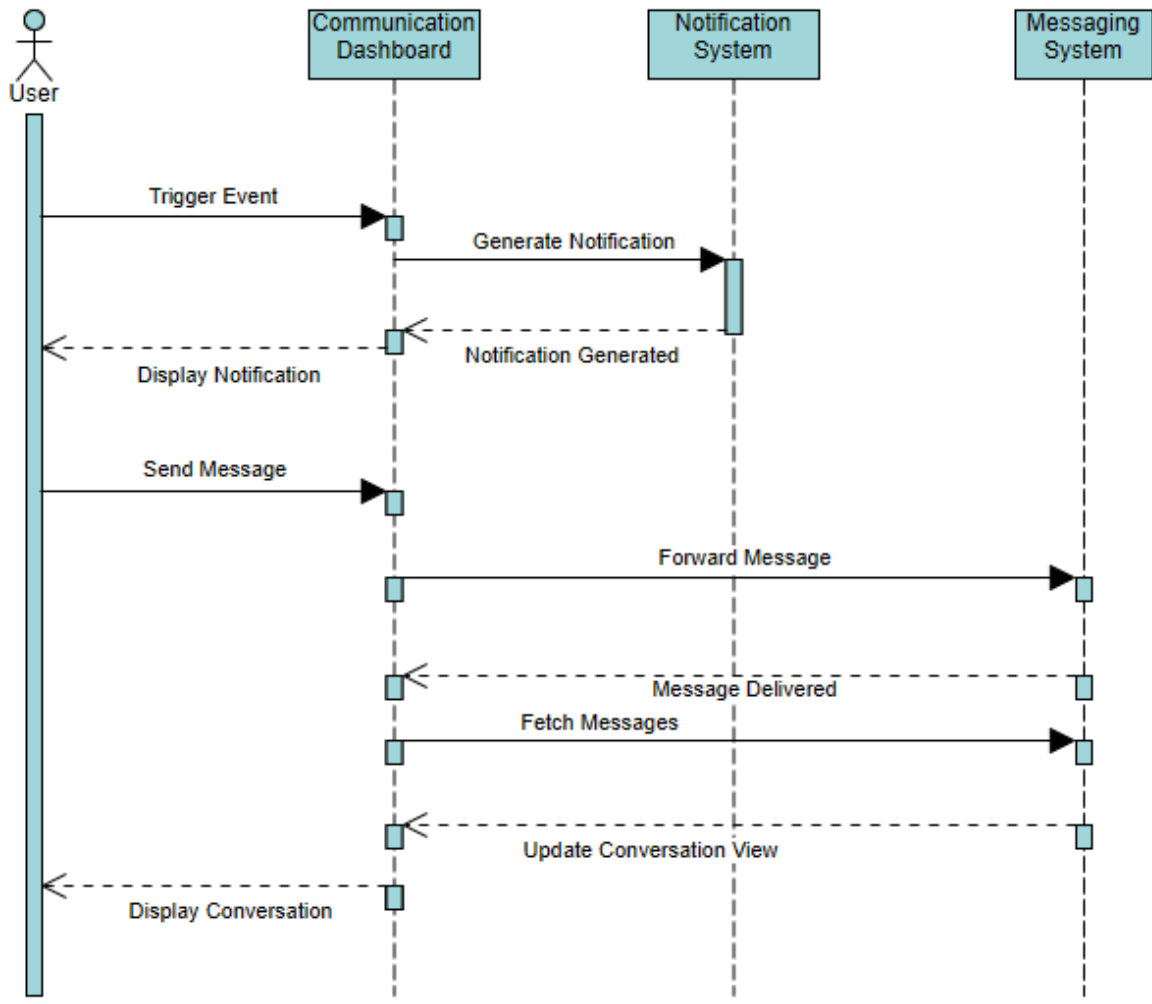 User
Communication
Dashboard
Notification
System
Messaging
System
Trigger Event
Generate Notification
Notification Generated
Display Notification
Send Message
Forward Message
Message Delivered
Fetch Messages
Update Conversation View
Display Conversation